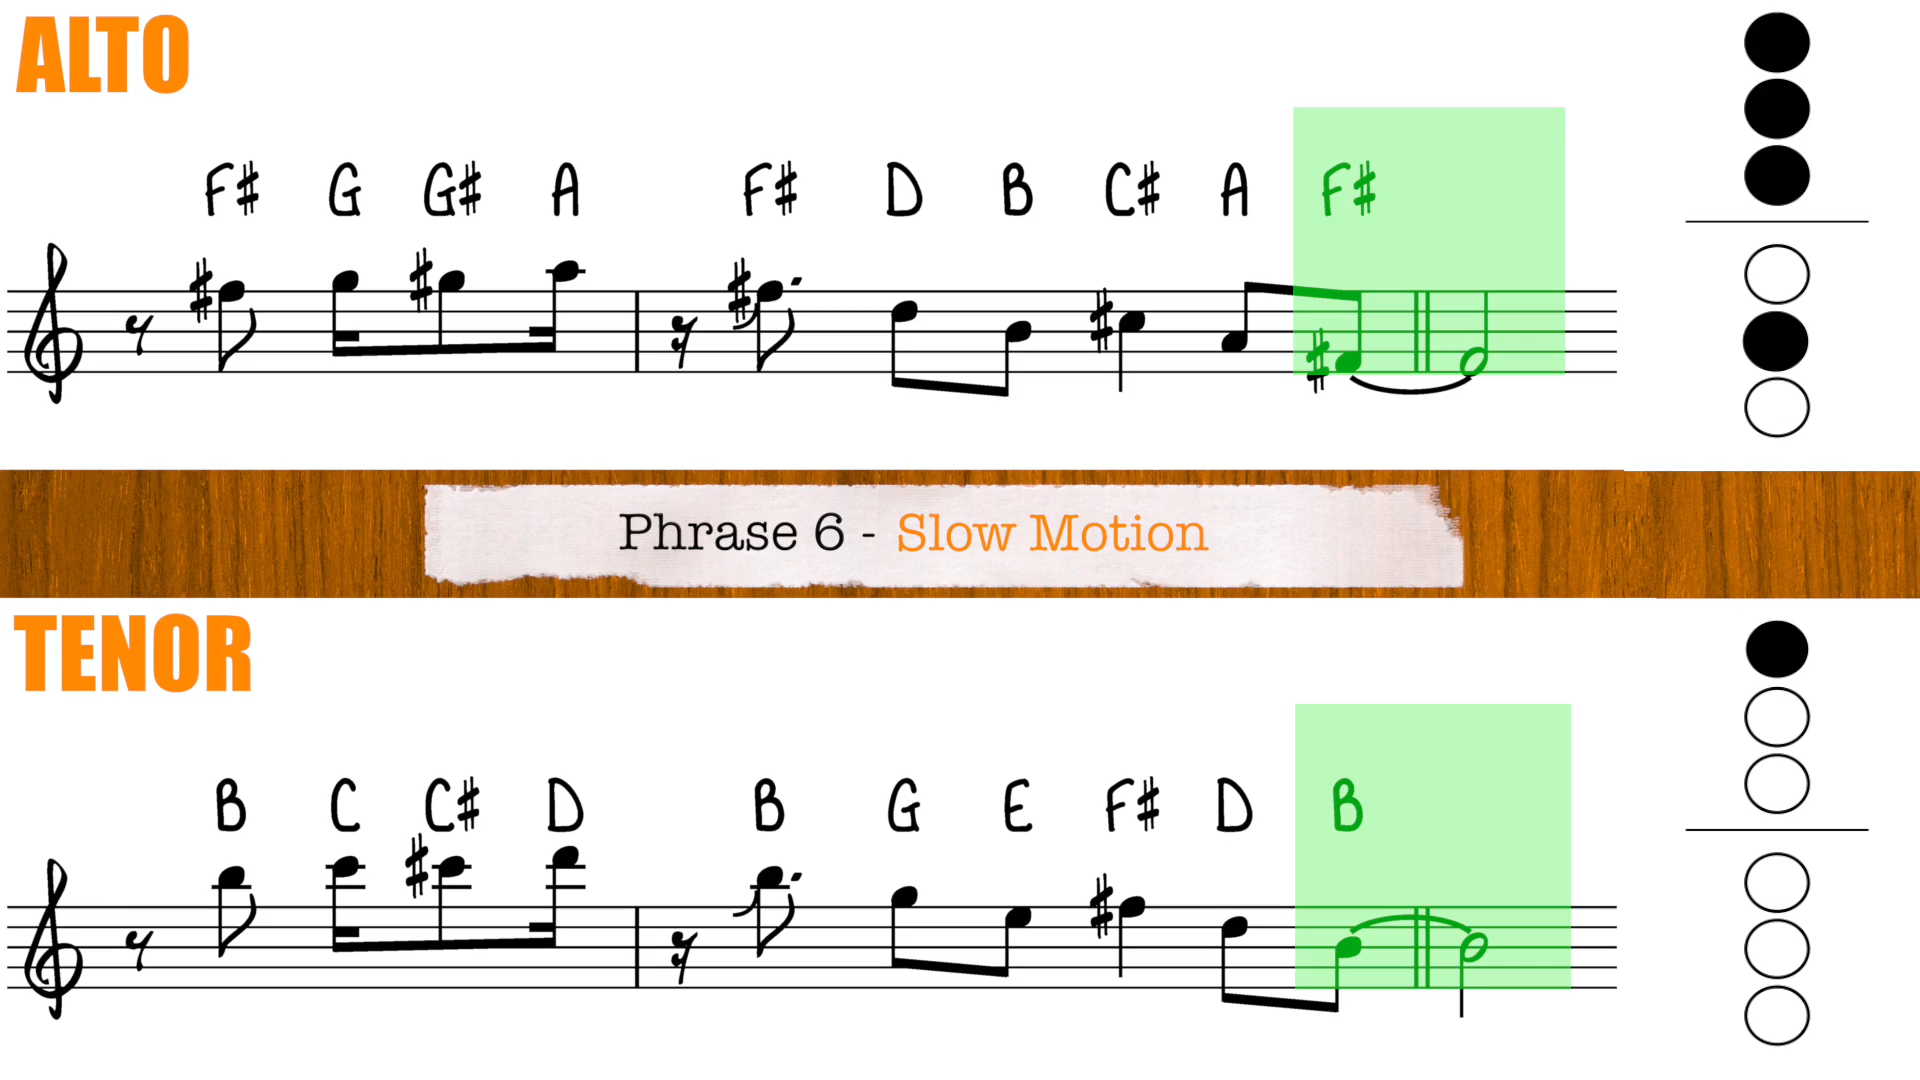 ALTO
F♯ G G♯ A F♯ D B C♯ A F♯
Phrase 6 - Slow Motion
TENOR
B C C♯ D B G E F♯ D B